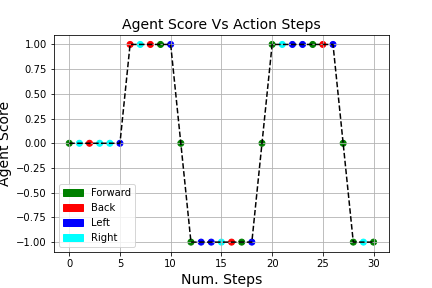 Agent Score Vs Action Steps
Agent Score
1.00
0.75
0.50
0.25
0.00
−0.25
−0.50
−0.75
−1.00
Forward
Back
Left
Right
0 5 10 15 20 25 30
Num. Steps